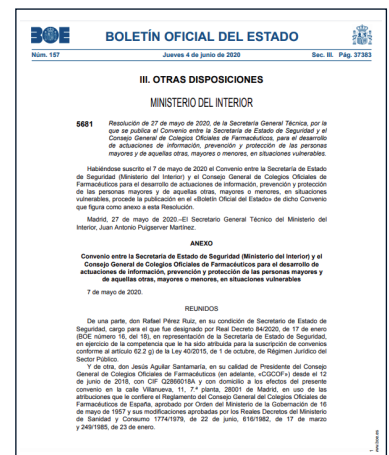 BOE
BOLETÍN OFICIAL DEL ESTADO
Núm. 157
Jueves 4 de junio de 2020
Sec. III. Pág. 37383
III. OTRAS DISPOSICIONES
MINISTERIO DEL INTERIOR
5681
Resolución de 27 de mayo de 2020, de la Secretaría General Técnica, por la
que se publica el Convenio entre la Secretaría de Estado de Seguridad y el
Consejo General de Colegios Oficiales de Farmacéuticos, para el desarrollo
de actuaciones de información, prevención y protección de las personas
mayores y de aquellas otras, mayores o menores, en situaciones vulnerables.
Habiéndose suscrito el 7 de mayo de 2020 el Convenio entre la Secretaría de Estado
de Seguridad (Ministerio del Interior) y el Consejo General de Colegios Oficiales de
Farmacéuticos para el desarrollo de actuaciones de información, prevención y protección
de las personas mayores y de aquellas otras, mayores o menores, en situaciones
vulnerables, procede la publicación en el «Boletín Oficial del Estado» de dicho Convenio
que figura como anexo a esta Resolución.
Madrid, 27 de mayo de 2020.–El Secretario General Técnico del Ministerio del
Interior, Juan Antonio Puigserver Martínez.
ANEXO
Convenio entre la Secretaría de Estado de Seguridad (Ministerio del Interior) y el
Consejo General de Colegios Oficiales de Farmacéuticos para el desarrollo de
actuaciones de información, prevención y protección de las personas mayores y
de aquellas otras, mayores o menores, en situaciones vulnerables
7 de mayo de 2020.
REUNIDOS
De una parte, don Rafael Pérez Ruiz, en su condición de Secretario de Estado de
Seguridad, cargo para el que fue designado por Real Decreto 84/2020, de 17 de enero
(BOE número 16, del 18), en representación de la Secretaría de Estado de Seguridad,
en ejercicio de la competencia que le ha sido atribuida para la suscripción de convenios
conforme al artículo 62.2 g) de la Ley 40/2015, de 1 de octubre, de Régimen Jurídico del
Sector Público.
Y de otra, don Jesús Aguilar Santamaría, en su calidad de Presidente del Consejo
General de Colegios Oficiales de Farmacéuticos (en adelante, «CGCOF») desde el 12
de junio de 2018, con CIF Q2866018A y con domicilio a los efectos del presente
convenio en la calle Villanueva, 11, 7.ª planta, 28001 de Madrid, en uso de las
atribuciones que le confiere el Reglamento del Consejo General del Colegios Oficiales de
Farmacéuticos de España, aprobado por Orden del Ministerio de la Gobernación de 16
de mayo de 1957 y sus modificaciones aprobadas por los Reales Decretos del Ministerio
de Sanidad y Consumo 1774/1979, de 22 de junio, 616/1982, de 17 de marzo
y 249/1985, de 23 de enero.